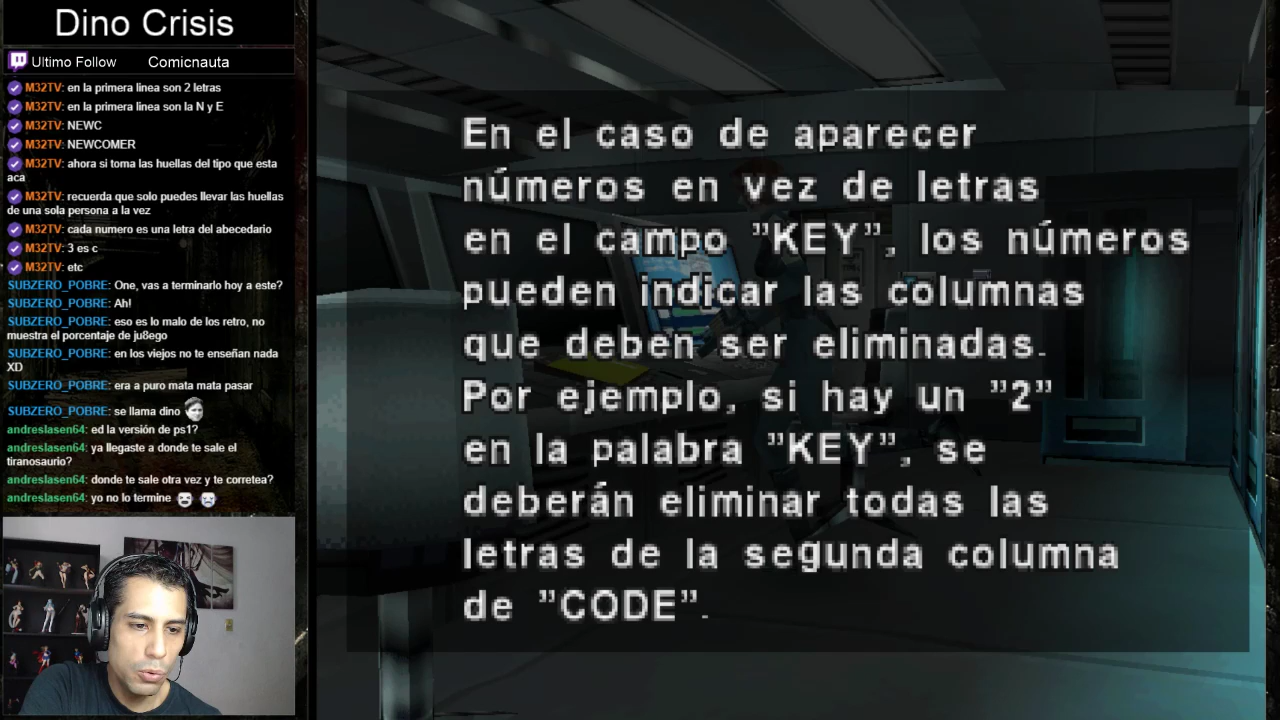 Dino Crisis
Ultimo Follow Comicnauta
M32TV: en la primera linea son 2 letras
M32TV: en la primera linea son la N y E
M32TV: NEWC
M32TV: NEWCOMER
M32TV: ahora si toma las huellas del tipo que esta
aca
M32TV: recuerda que solo puedes llevar las huellas
de una sola persona a la vez
M32TV: cada numero es una letra del abecedario
M32TV: 3 es c
M32TV: etc
SUBZERO_POBRE: One, vas a terminarlo hoy a este?
SUBZERO_POBRE: Ah!
SUBZERO_POBRE: eso es lo malo de los retro, no
muestra el porcentaje de ju8ego
SUBZERO_POBRE: en los viejos no te enseñan nada
XD
SUBZERO_POBRE: era a puro mata mata pasar
SUBZERO_POBRE: se llama dino
andreslasen64: ed la versión de ps1?
andreslasen64: ya llegaste a donde te sale el
tiranosaurio?
andreslasen64: donde te sale otra vez y te corretea?
andreslasen64: yo no lo termine
En el caso de aparecer
números en vez de letras
en el campo "KEY", los números
pueden indicar las columnas
que deben ser eliminadas.
Por ejemplo, si hay un "2"
en la palabra "KEY", se
deberán eliminar todas las
letras de la segunda columna
de "CODE".